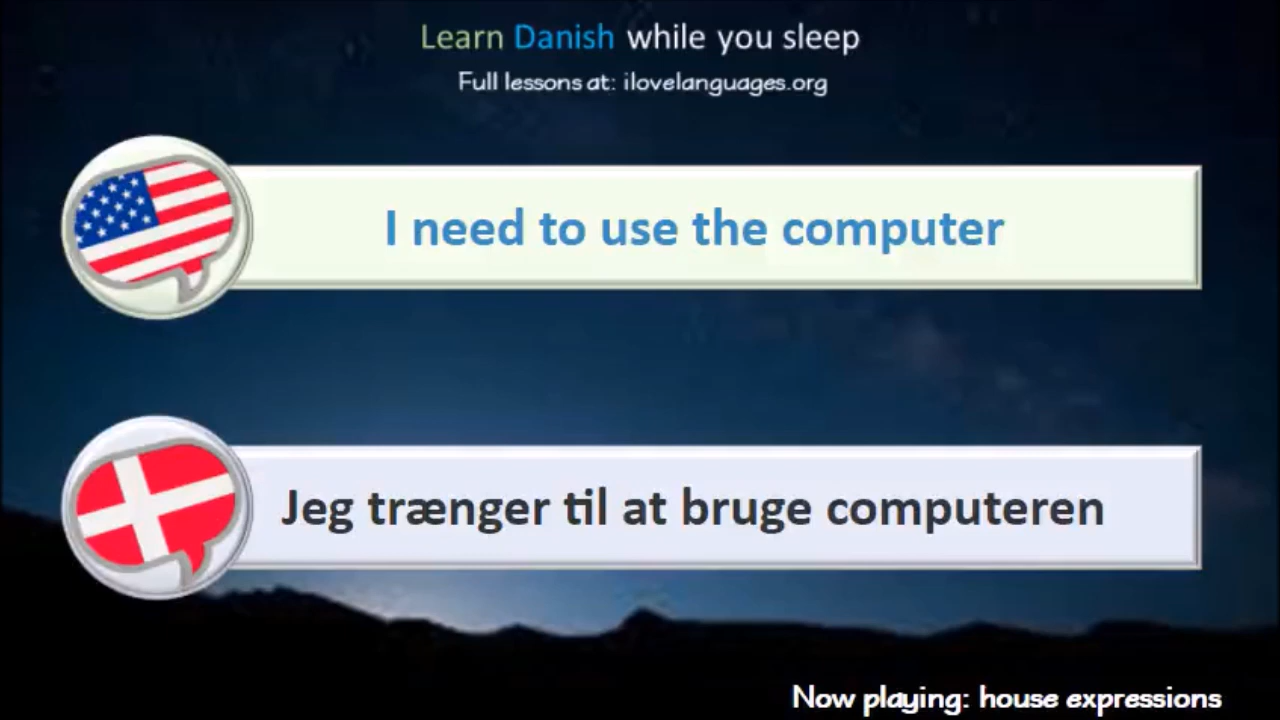 Learn Danish while you sleep
Full lessons at: ilovelanguages.org
I need to use the computer
Jeg trænger til at bruge computeren
Now playing: house expressions